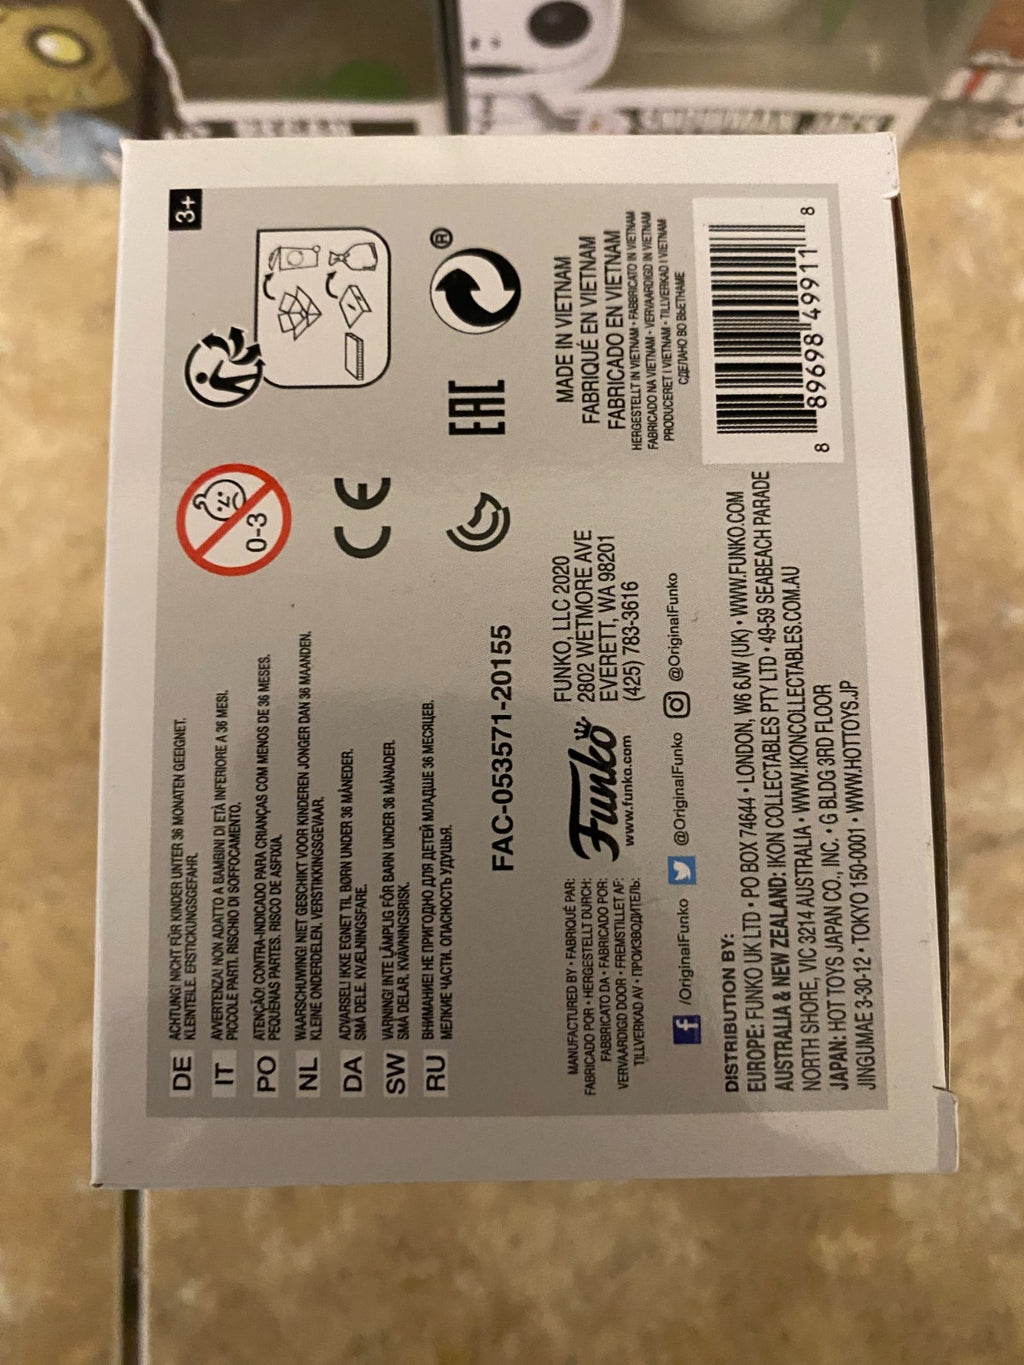 3+
DE ACHTUNG! NICHT FÜR KINDER UNTER 36 MONATEN GEEIGNET.
KLEINTEILE. ERSTICKUNGSGEFAHR.
IT AVVERTENZA! NON ADATTO A BAMBINI DI ETÀ INFERIORE A 36 MESI.
PICCOLE PARTI. RISCHIO DI SOFFOCAMENTO.
PO ATENÇÃO! CONTRA-INDICADO PARA CRIANÇAS COM MENOS DE 36 MESES.
PEQUENAS PARTES. RISCO DE ASFIXIA.
NL WAARSCHUWING! NIET GESCHIKT VOOR KINDEREN JONGER DAN 36 MAANDEN.
KLEINE ONDERDELEN. VERSTIKKINGSGEVAAR.
DA ADVARSEL! IKKE EGNET TIL BØRN UNDER 36 MÅNEDER.
SMÅ DELE. KVÆLNINGSFARE.
SW VARNING! INTE LÄMPLIG FÖR BARN UNDER 36 MÅNADER.
SMÅ DELAR. KVÄVNINGSRISK.
RU ВНИМАНИЕ! НЕ ПРИГОДНО ДЛЯ ДЕТЕЙ МЛАДШЕ 36 МЕСЯЦЕВ.
МЕЛКИЕ ЧАСТИ. ОПАСНОСТЬ УДУШЬЯ.
0-3
CE
EAC
®
FAC-053571-20155
MANUFACTURED BY • FABRIQUÉ PAR:
FABRICADO POR • HERGESTELLT DURCH:
FABBRICATO DA • FABRICADO POR:
VERVAARDIGD DOOR • FREMSTILLET AF:
TILLVERKAD AV • ПРОИЗВОДИТЕЛЬ:
Funko
www.funko.com
FUNKO, LLC 2020
2802 WETMORE AVE
EVERETT, WA 98201
(425) 783-3616
f /OriginalFunko @OriginalFunko @OriginalFunko
MADE IN VIETNAM
FABRIQUÉ EN VIETNAM
FABRICADO EN VIETNAM
HERGESTELLT IN VIETNAM • FABBRICATO IN VIETNAM
FABRICADO NA VIETNAM • VERVAARDIGD IN VIETNAM
PRODUCERET I VIETNAM • TILLVERKAD I VIETNAM
СДЕЛАНО ВО ВЬЕТНАМЕ
DISTRIBUTION BY:
EUROPE: FUNKO UK LTD • PO BOX 74644 • LONDON, W6 6JW (UK) • WWW.FUNKO.COM
AUSTRALIA & NEW ZEALAND: IKON COLLECTABLES PTY LTD • 49-59 SEABEACH PARADE
NORTH SHORE, VIC 3214 AUSTRALIA • WWW.IKONCOLLECTABLES.COM.AU
JAPAN: HOT TOYS JAPAN CO., INC. • G BLDG 3RD FLOOR
JINGUMAE 3-30-12 • TOKYO 150-0001 • WWW.HOTTOYS.JP
8 89698 49911 8